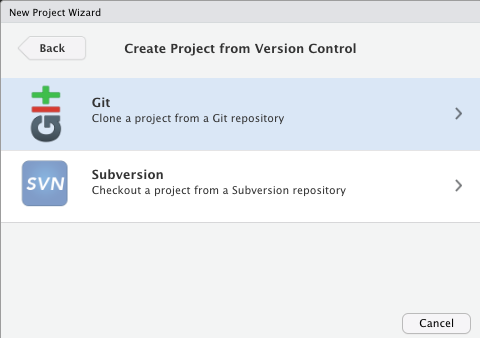 New Project Wizard
Back
Create Project from Version Control
Git
Clone a project from a Git repository
git
Subversion
Checkout a project from a Subversion repository
SVN
Cancel